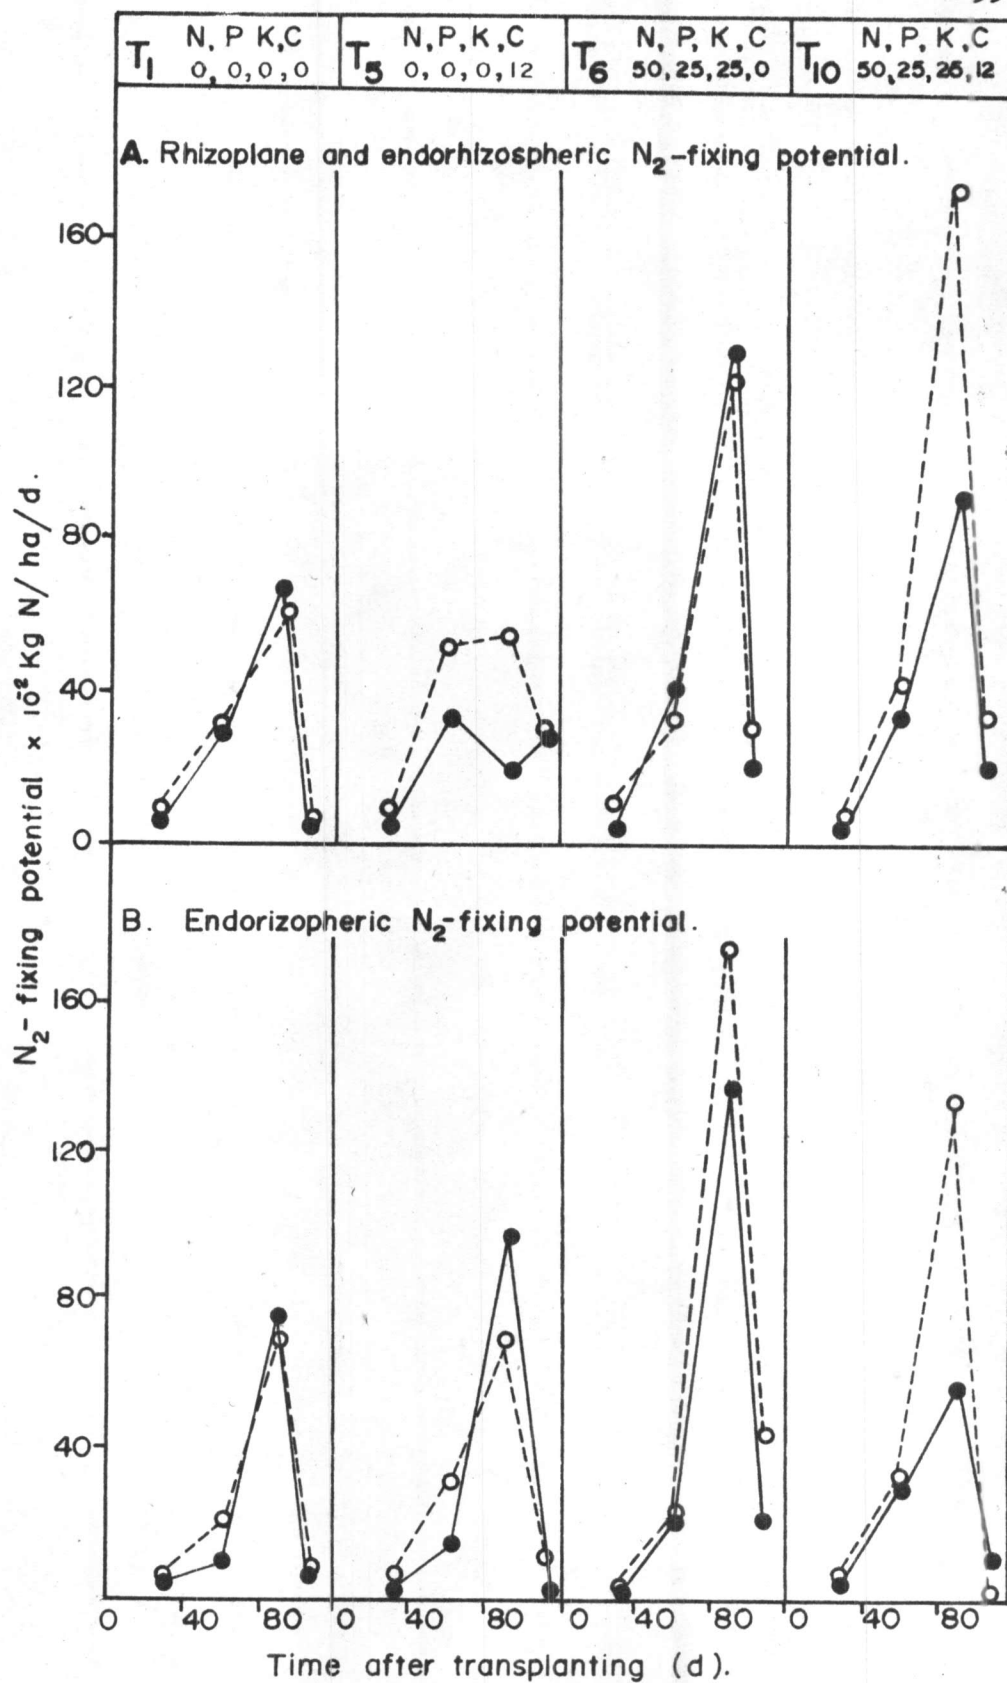 T1 N, P K, C
0, 0, 0, 0
T5 N, P, K, C
0, 0, 0, 12
T6 N, P, K, C
50, 25, 25, 0
T10 N, P, K, C
50, 25, 26, 12
A. Rhizoplane and endorhizospheric N2-fixing potential.
160
120
80
40
0
N2-fixing potential × 10⁻² Kg N/ha/d.
B. Endorizopheric N2-fixing potential.
160
120
80
40
0 40 80 0 40 80 0 40 80 0 40 80
Time after transplanting (d).